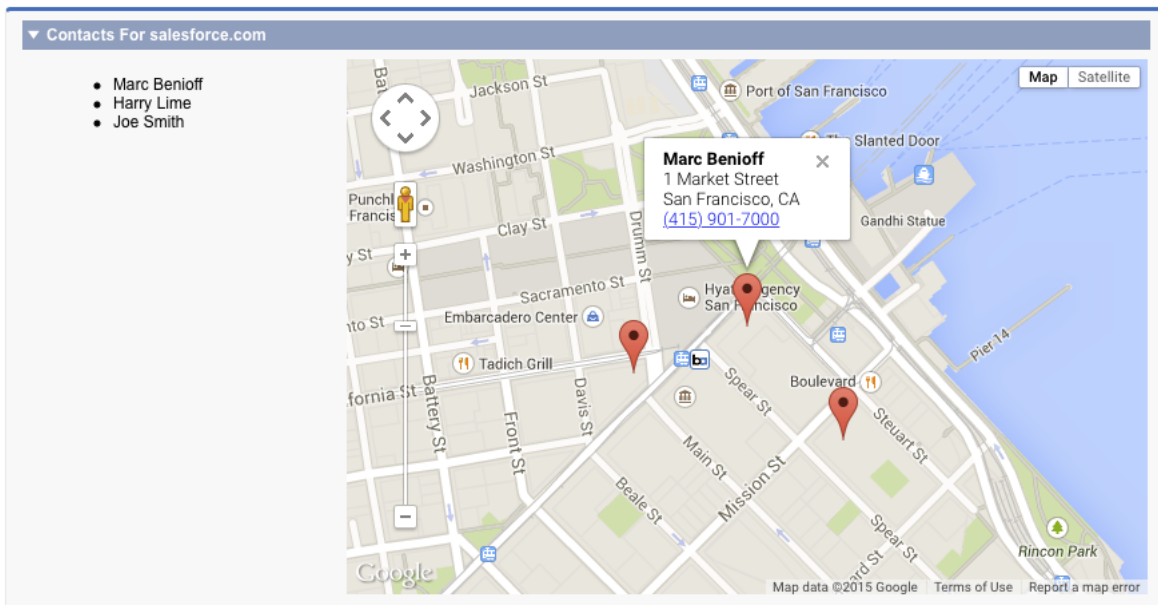 Contacts For salesforce.com
Marc Benioff
Harry Lime
Joe Smith
Map
Satellite
Jackson St
Port of San Francisco
Washington St
The Slanted Door
Marc Benioff
1 Market Street
San Francisco, CA
(415) 901-7000
Gandhi Statue
Clay St
Drumm St
Sacramento St
San Francisco
Embarcadero Center
Pier 14
Tadich Grill
Boulevard
Battery St
Front St
Davis St
Spear St
Steuart St
Main St
Mission St
Beale St
Spear St
Rincon Park
Google
Map data ©2015 Google
Terms of Use
Report a map error